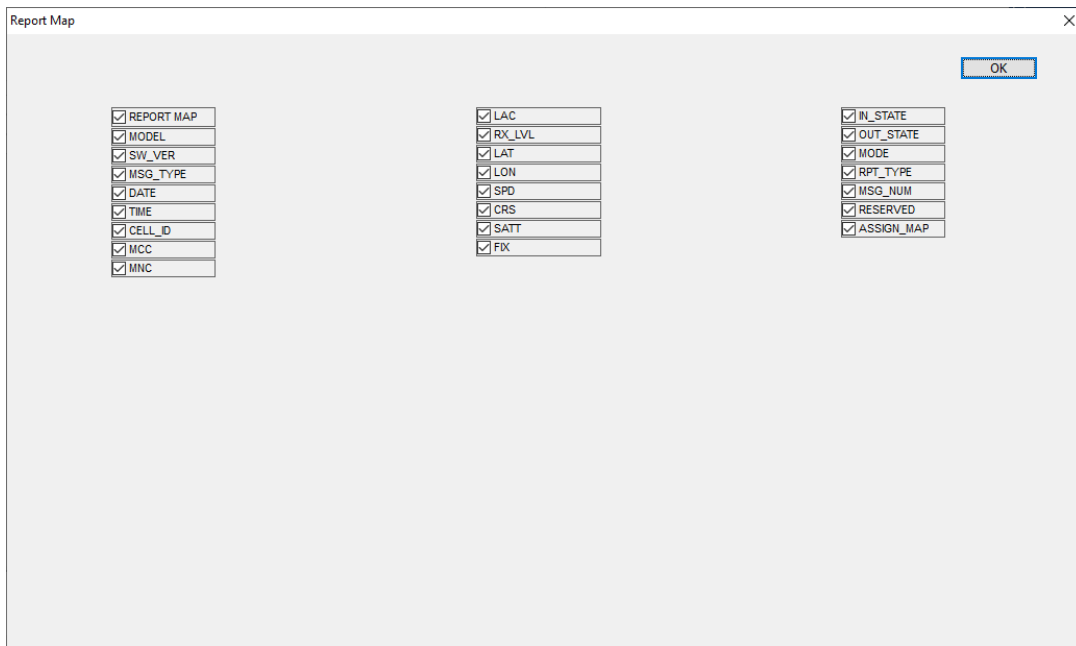 Report Map
OK
REPORT MAP
MODEL
SW_VER
MSG_TYPE
DATE
TIME
CELL_ID
MCC
MNC
LAC
RX_LVL
LAT
LON
SPD
CRS
SATT
FIX
IN_STATE
OUT_STATE
MODE
RPT_TYPE
MSG_NUM
RESERVED
ASSIGN_MAP